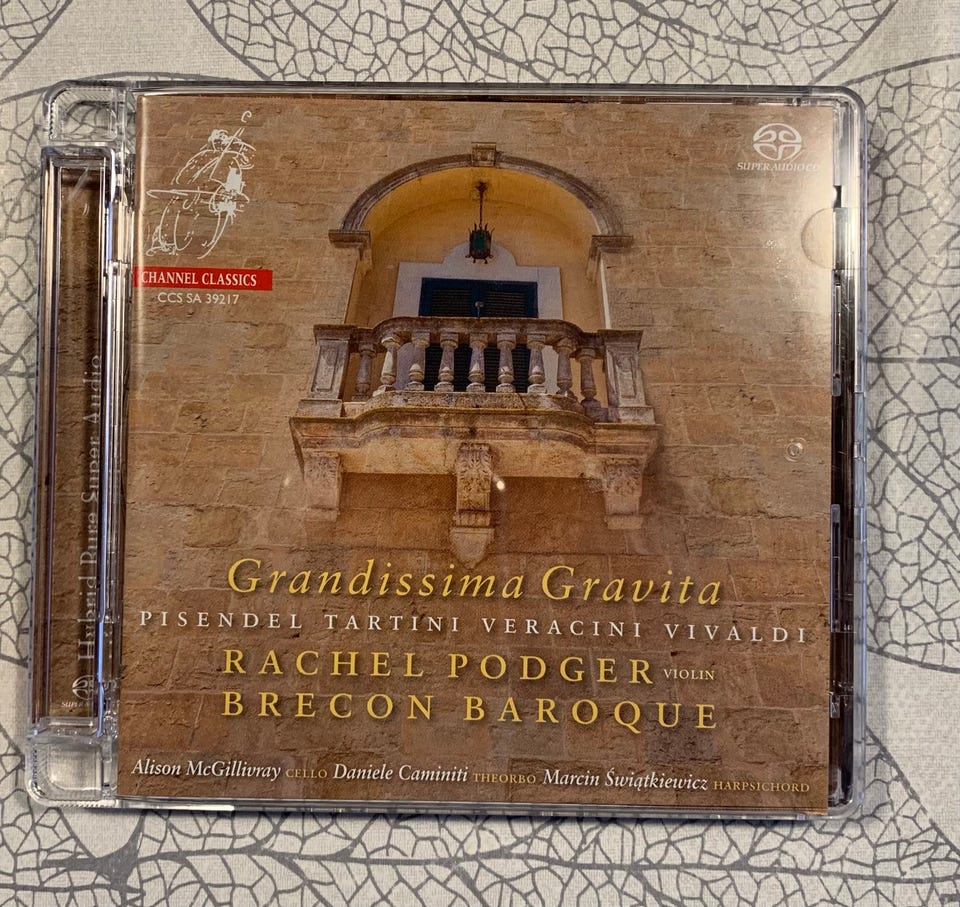 SUPER AUDIO CD
CHANNEL CLASSICS
CCS SA 39217
Hybrid Pure Super Audio
Grandissima Gravita
PISENDEL TARTINI VERACINI VIVALDI
RACHEL PODGER VIOLIN
BRECON BAROQUE
Alison McGillivray CELLO Daniele Caminiti THEORBO Marcin Świątkiewicz HARPSICHORD